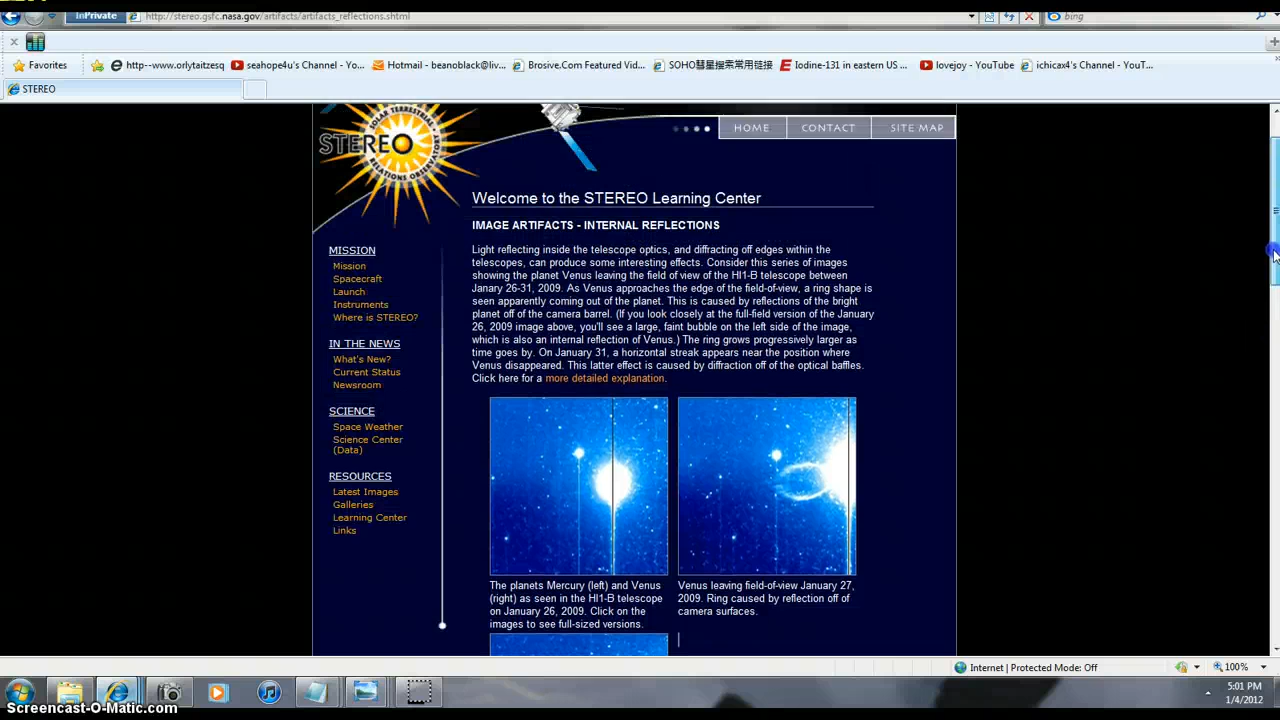 InPrivate http://stereo.gsfc.nasa.gov/artifacts/artifacts_reflections.shtml bing
Favorites http--www.orlytaitzesq seahope4u's Channel - Yo... Hotmail - beanoblack@liv... Brosive.Com Featured Vid... SOHO彗星搜索常用链接 Iodine-131 in eastern US ... lovejoy - YouTube ichicax4's Channel - YouT...
STEREO
STEREO
SOLAR TERRESTRIAL RELATIONS OBSERVATORY
HOME CONTACT SITE MAP
Welcome to the STEREO Learning Center
IMAGE ARTIFACTS - INTERNAL REFLECTIONS
Light reflecting inside the telescope optics, and diffracting off edges within the
telescopes, can produce some interesting effects. Consider this series of images
showing the planet Venus leaving the field of view of the HI1-B telescope between
Janary 26-31, 2009. As Venus approaches the edge of the field-of-view, a ring shape is
seen apparently coming out of the planet. This is caused by reflections of the bright
planet off of the camera barrel. (If you look closely at the full-field version of the January
26, 2009 image above, you'll see a large, faint bubble on the left side of the image,
which is also an internal reflection of Venus.) The ring grows progressively larger as
time goes by. On January 31, a horizontal streak appears near the position where
Venus disappeared. This latter effect is caused by diffraction off of the optical baffles.
Click here for a more detailed explanation.
MISSION
Mission
Spacecraft
Launch
Instruments
Where is STEREO?
IN THE NEWS
What's New?
Current Status
Newsroom
SCIENCE
Space Weather
Science Center
(Data)
RESOURCES
Latest Images
Galleries
Learning Center
Links
The planets Mercury (left) and Venus
(right) as seen in the HI1-B telescope
on January 26, 2009. Click on the
images to see full-sized versions.
Venus leaving field-of-view January 27,
2009. Ring caused by reflection off of
camera surfaces.
Internet | Protected Mode: Off 100%
5:01 PM
1/4/2012
Screencast-O-Matic.com